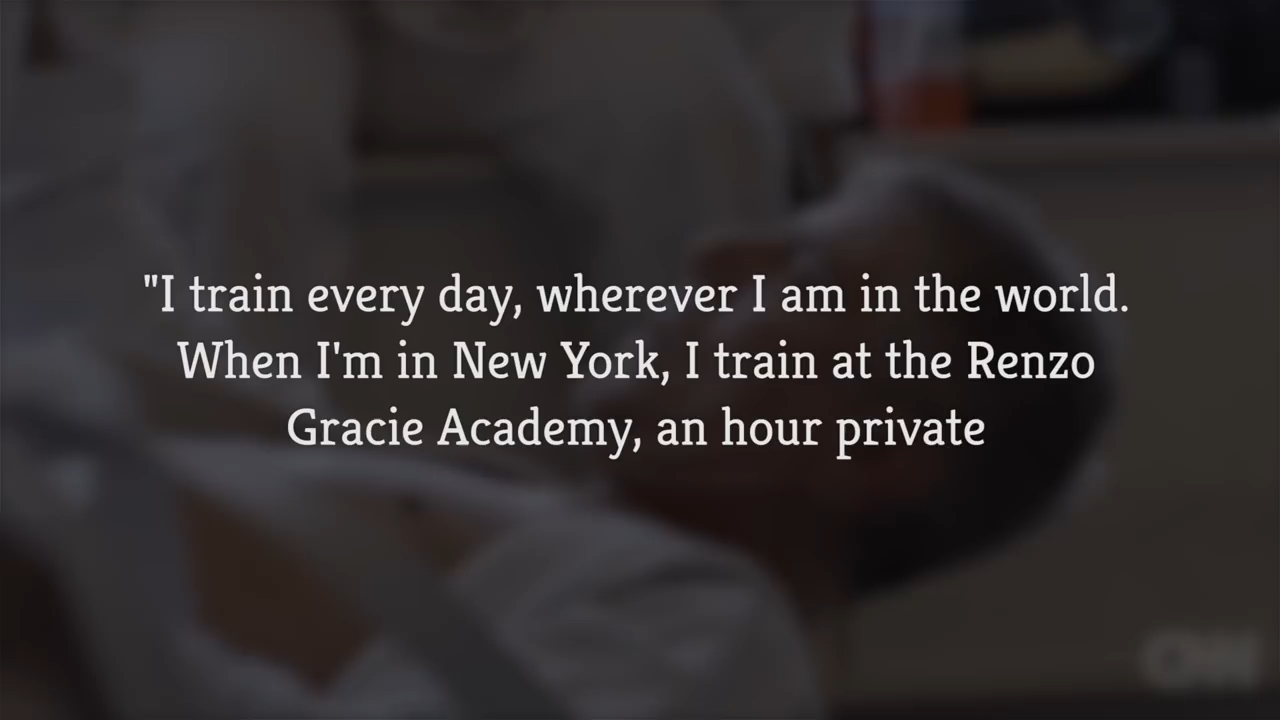 "I train every day, wherever I am in the world.
When I'm in New York, I train at the Renzo
Gracie Academy, an hour private
CNN